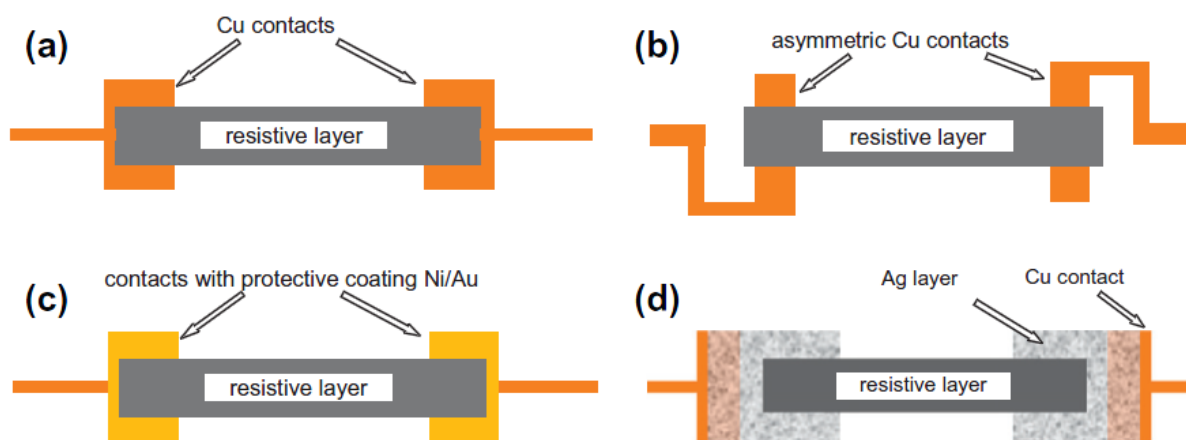 (a)
Cu contacts
resistive layer
(b)
asymmetric Cu contacts
resistive layer
(c)
contacts with protective coating Ni/Au
resistive layer
(d)
Ag layer
Cu contact
resistive layer